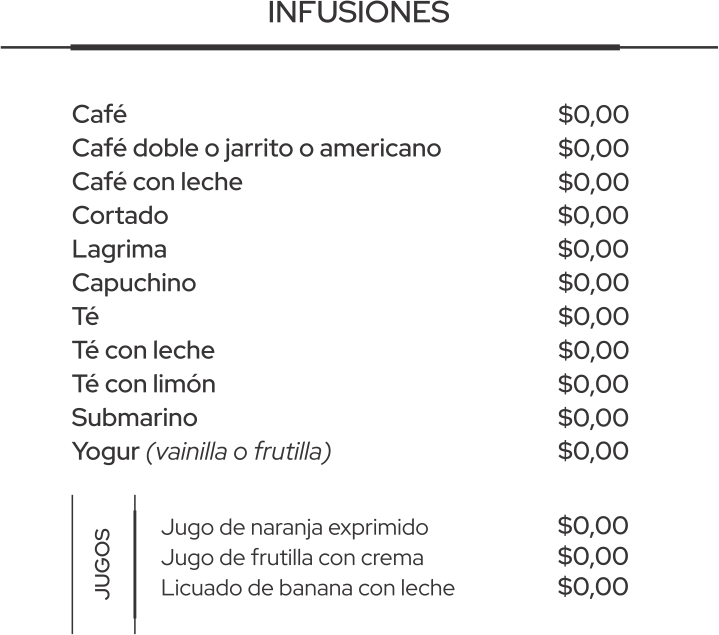 INFUSIONES
Café $0,00
Café doble o jarrito o americano $0,00
Café con leche $0,00
Cortado $0,00
Lagrima $0,00
Capuchino $0,00
Té $0,00
Té con leche $0,00
Té con limón $0,00
Submarino $0,00
Yogur (vainilla o frutilla) $0,00
JUGOS
Jugo de naranja exprimido $0,00
Jugo de frutilla con crema $0,00
Licuado de banana con leche $0,00